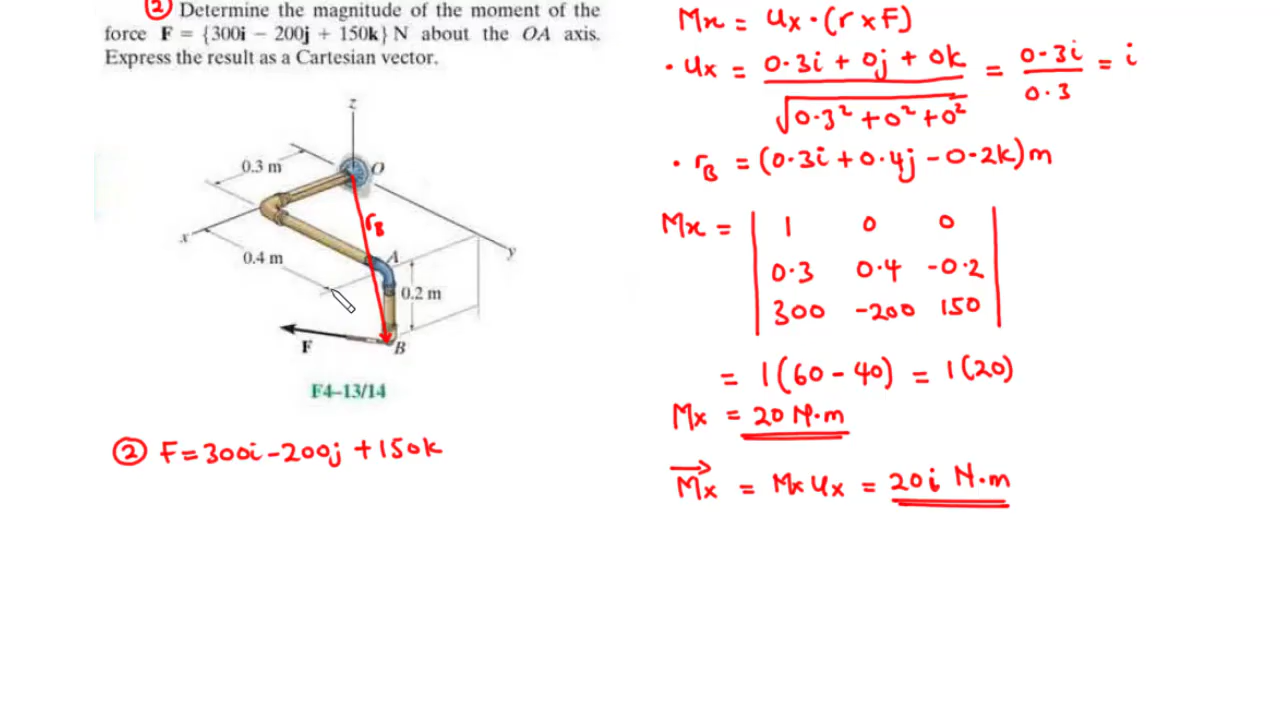 ② Determine the magnitude of the moment of the
force F = {300i − 200j + 150k} N about the OA axis.
Express the result as a Cartesian vector.
z
0.3 m
O
rB
x
0.4 m
A
y
0.2 m
F
B
F4–13/14
② F = 300i - 200j + 150k
Mx = ux · (r x F)
· ux = 0.3i + 0j + 0k / √0.3² + 0² + 0² = 0.3i / 0.3 = i
· rB = (0.3i + 0.4j - 0.2k) m
Mx = | 1 0 0 |
| 0.3 0.4 -0.2 |
| 300 -200 150 |
= 1(60 - 40) = 1(20)
Mx = 20 N.m
Mx = Mx ux = 20i N.m